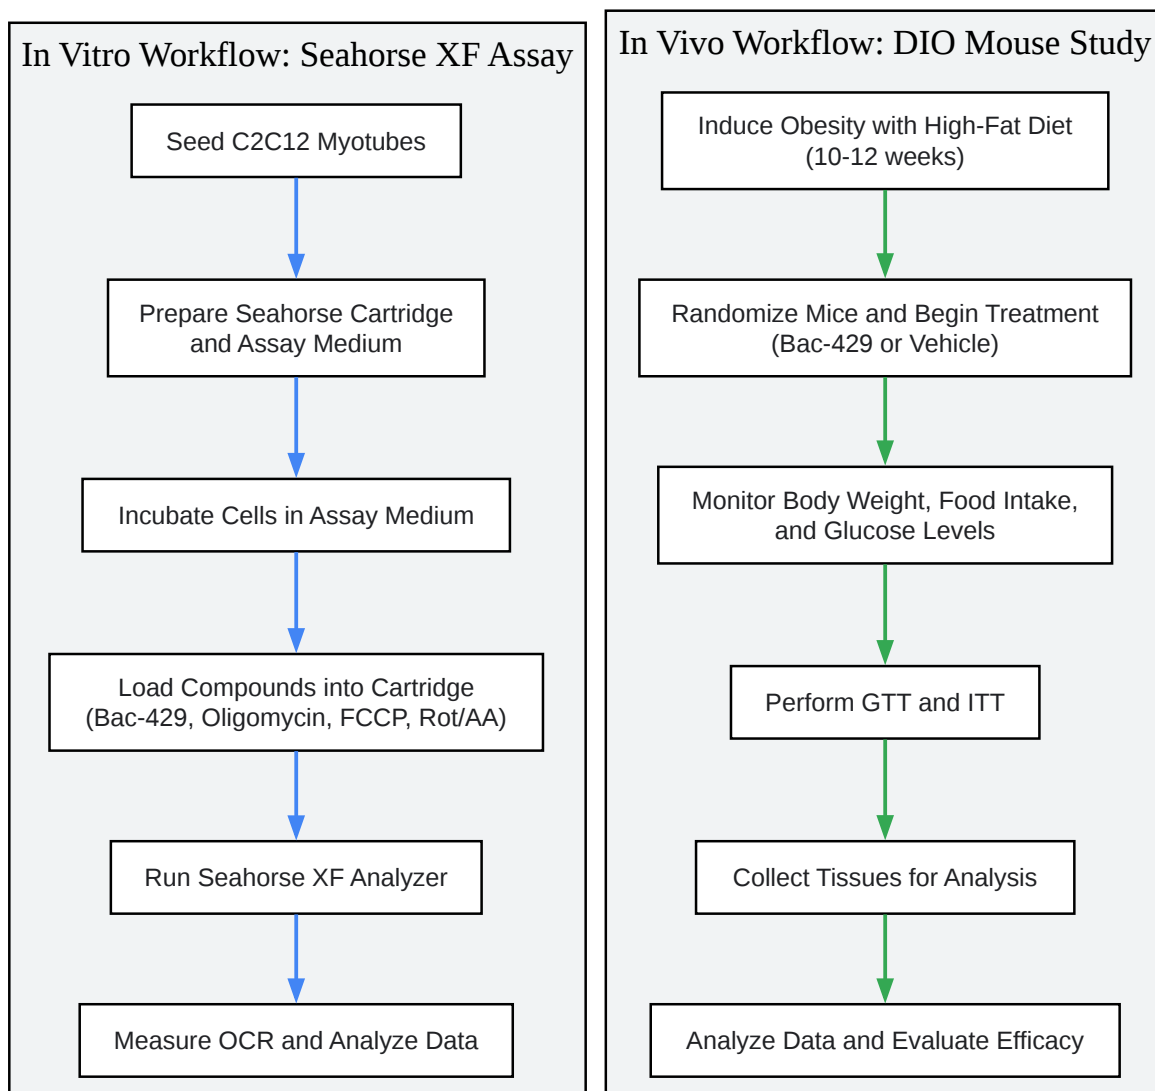 In Vitro Workflow: Seahorse XF Assay
Seed C2C12 Myotubes
Prepare Seahorse Cartridge
and Assay Medium
Incubate Cells in Assay Medium
Load Compounds into Cartridge
(Bac-429, Oligomycin, FCCP, Rot/AA)
Run Seahorse XF Analyzer
Measure OCR and Analyze Data
In Vivo Workflow: DIO Mouse Study
Induce Obesity with High-Fat Diet
(10-12 weeks)
Randomize Mice and Begin Treatment
(Bac-429 or Vehicle)
Monitor Body Weight, Food Intake,
and Glucose Levels
Perform GTT and ITT
Collect Tissues for Analysis
Analyze Data and Evaluate Efficacy